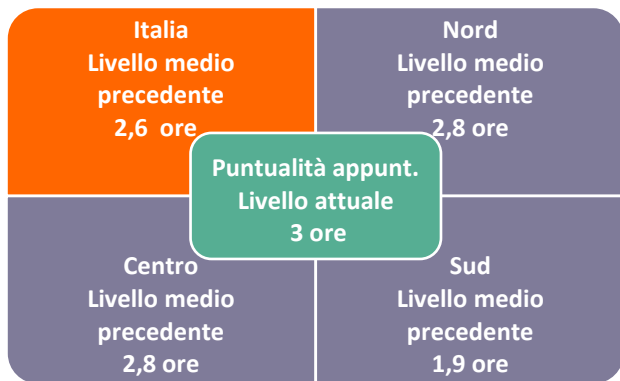 Italia
Livello medio
precedente
2,6 ore
Nord
Livello medio
precedente
2,8 ore
Puntualità appunt.
Livello attuale
3 ore
Centro
Livello medio
precedente
2,8 ore
Sud
Livello medio
precedente
1,9 ore